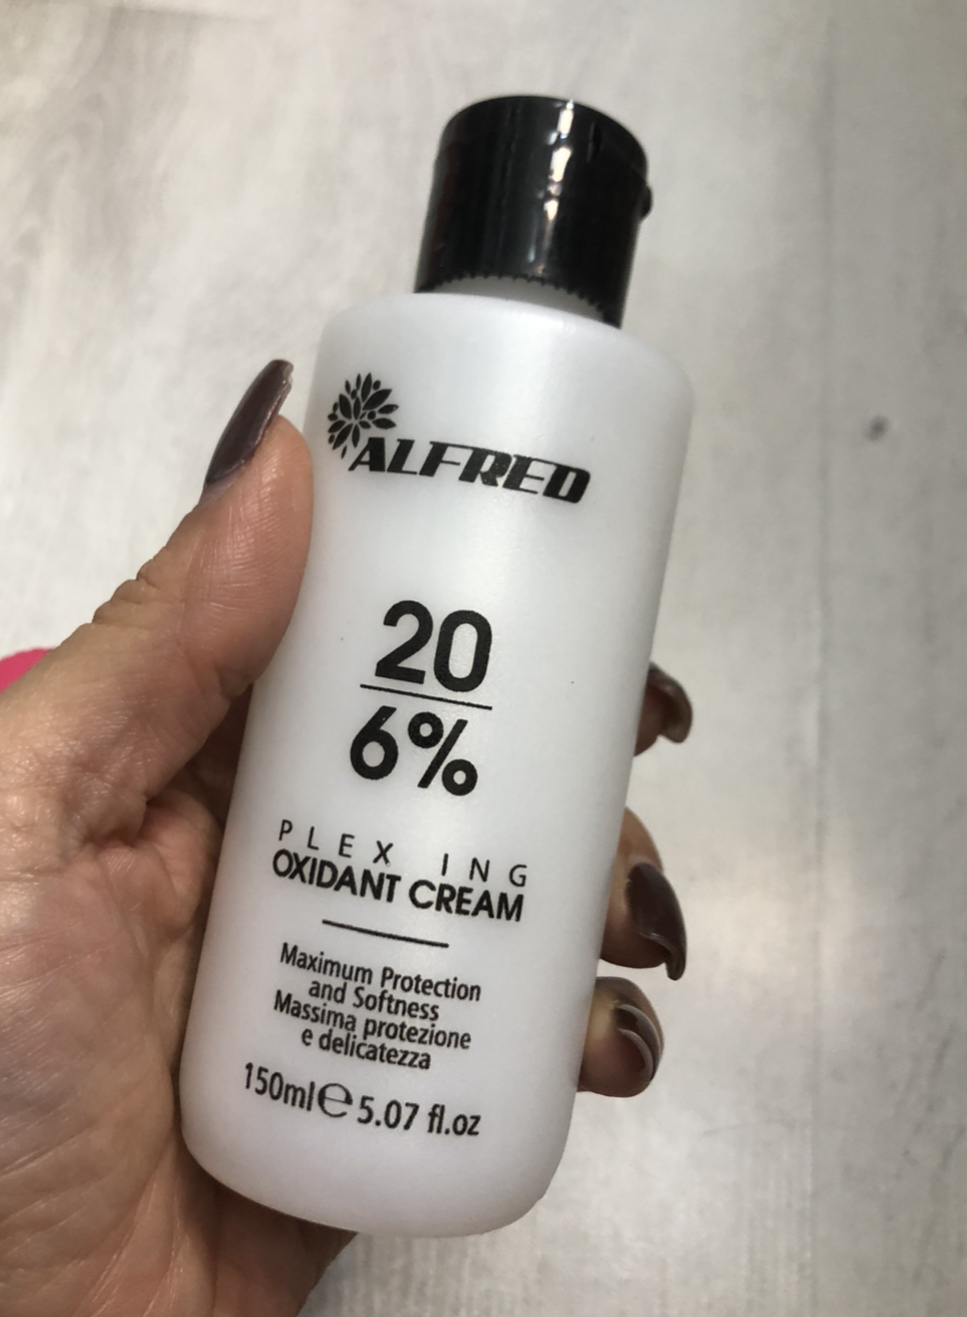 ALFRED
20
6%
PLEX ING
OXIDANT CREAM
Maximum Protection
and Softness
Massima protezione
e delicatezza
150ml℮5.07 fl.oz